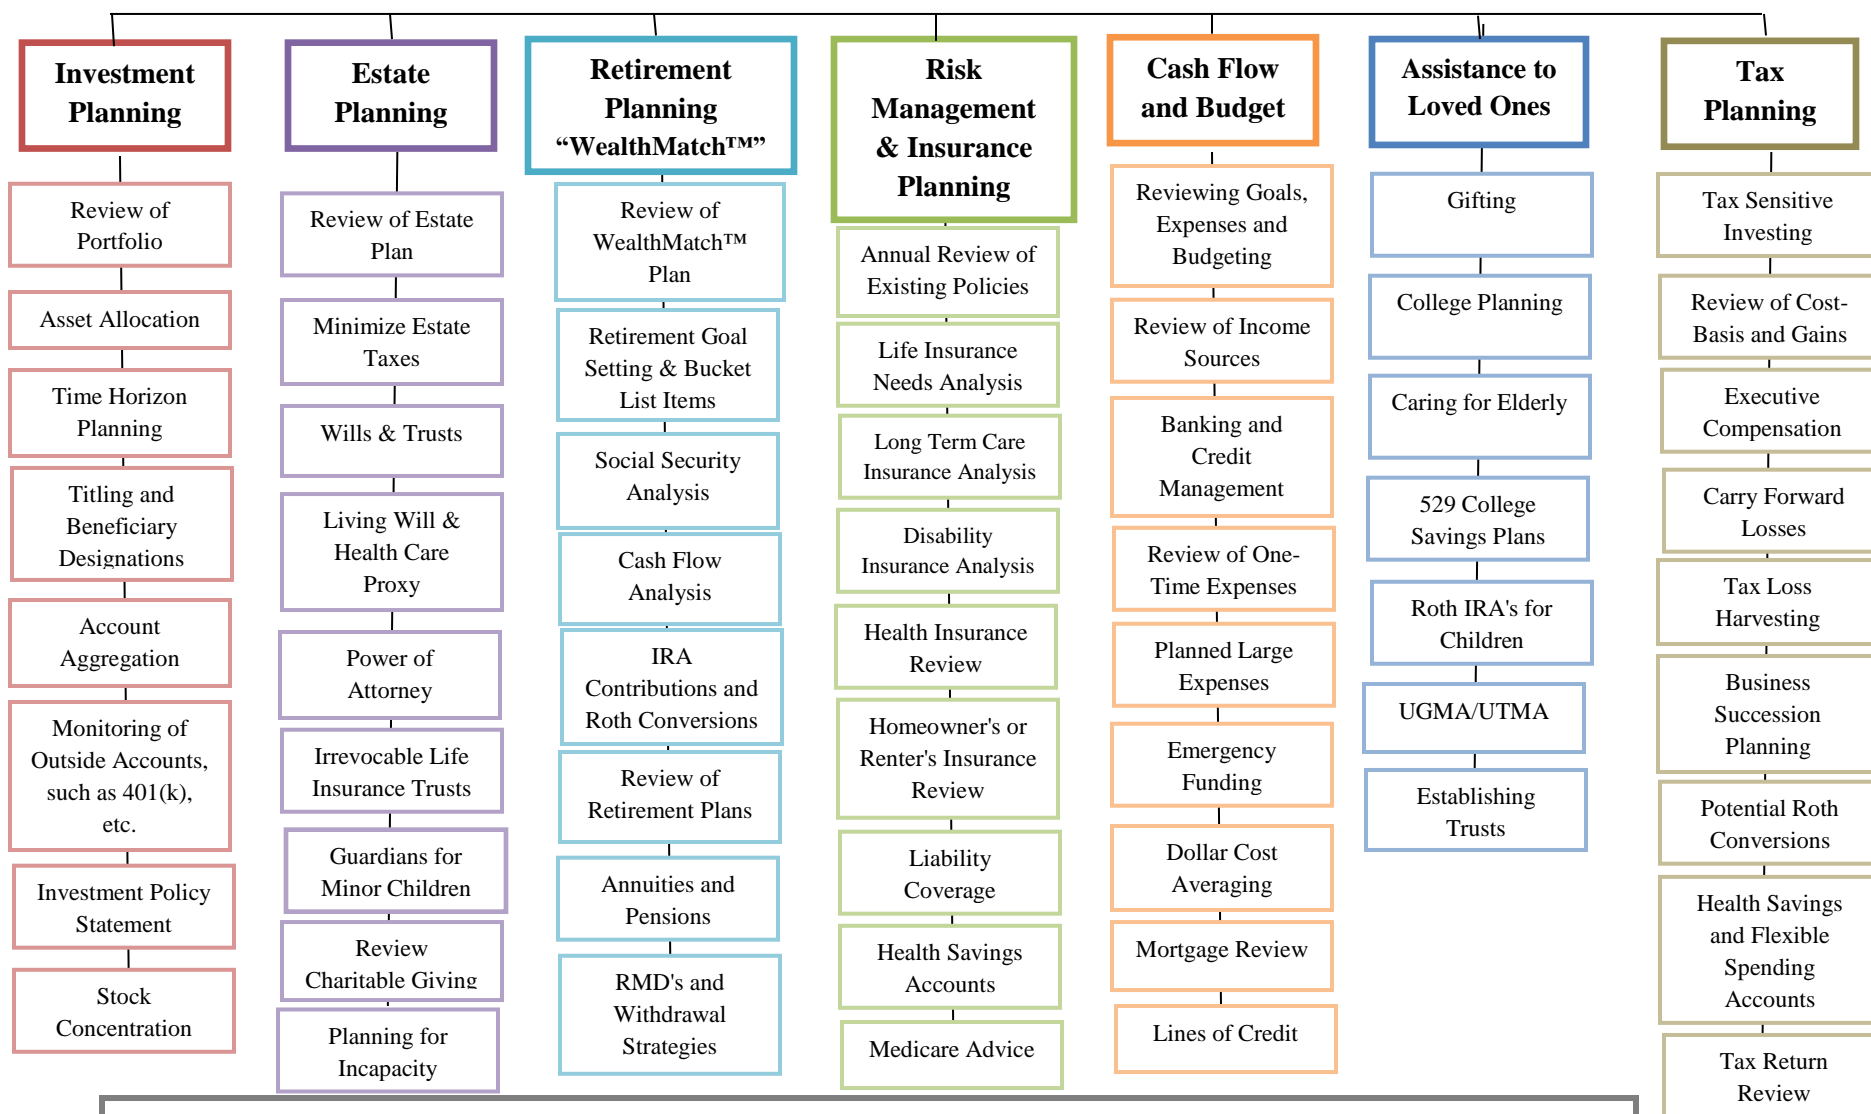 Investment
Planning
Review of
Portfolio
Asset Allocation
Time Horizon
Planning
Titling and
Beneficiary
Designations
Account
Aggregation
Monitoring of
Outside Accounts,
such as 401(k),
etc.
Investment Policy
Statement
Stock
Concentration
Estate
Planning
Review of Estate
Plan
Minimize Estate
Taxes
Wills & Trusts
Living Will &
Health Care
Proxy
Power of
Attorney
Irrevocable Life
Insurance Trusts
Guardians for
Minor Children
Review
Charitable Giving
Planning for
Incapacity
Retirement
Planning
“WealthMatch™”
Review of
WealthMatch™
Plan
Retirement Goal
Setting & Bucket
List Items
Social Security
Analysis
Cash Flow
Analysis
IRA
Contributions and
Roth Conversions
Review of
Retirement Plans
Annuities and
Pensions
RMD's and
Withdrawal
Strategies
Risk
Management
& Insurance
Planning
Annual Review of
Existing Policies
Life Insurance
Needs Analysis
Long Term Care
Insurance Analysis
Disability
Insurance Analysis
Health Insurance
Review
Homeowner's or
Renter's Insurance
Review
Liability
Coverage
Health Savings
Accounts
Medicare Advice
Cash Flow
and Budget
Reviewing Goals,
Expenses and
Budgeting
Review of Income
Sources
Banking and
Credit
Management
Review of One-
Time Expenses
Planned Large
Expenses
Emergency
Funding
Dollar Cost
Averaging
Mortgage Review
Lines of Credit
Assistance to
Loved Ones
Gifting
College Planning
Caring for Elderly
529 College
Savings Plans
Roth IRA's for
Children
UGMA/UTMA
Establishing
Trusts
Tax
Planning
Tax Sensitive
Investing
Review of Cost-
Basis and Gains
Executive
Compensation
Carry Forward
Losses
Tax Loss
Harvesting
Business
Succession
Planning
Potential Roth
Conversions
Health Savings
and Flexible
Spending
Accounts
Tax Return
Review